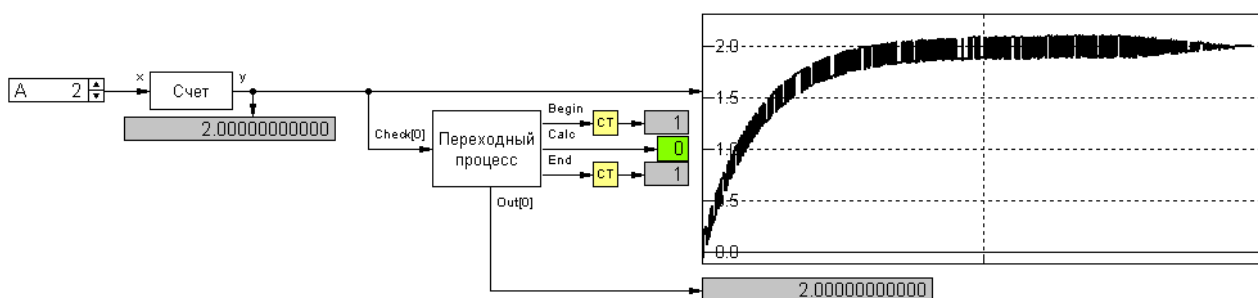 A 2
x
Счет
y
2.00000000000
Check[0]
Переходный
процесс
Begin
CT
1
Calc
0
End
CT
1
Out[0]
2.0
1.5
1.0
0.5
0.0
2.00000000000